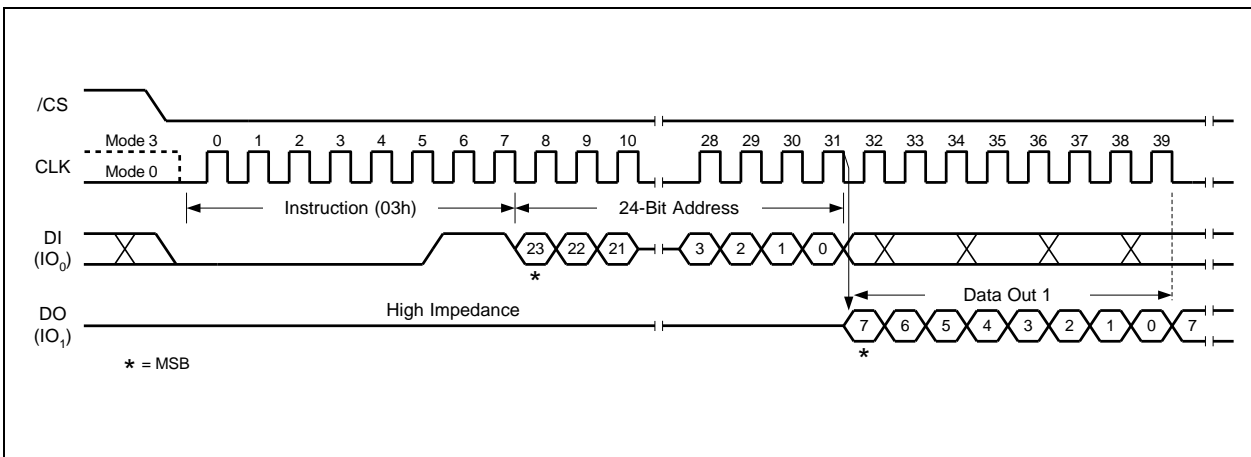 /CS
Mode 3 0 1 2 3 4 5 6 7 8 9 10 28 29 30 31 32 33 34 35 36 37 38 39
CLK Mode 0
Instruction (03h) 24-Bit Address
DI
(IO0) 23 22 21 3 2 1 0
*
High Impedance Data Out 1
DO
(IO1) 7 6 5 4 3 2 1 0 7
*
* = MSB